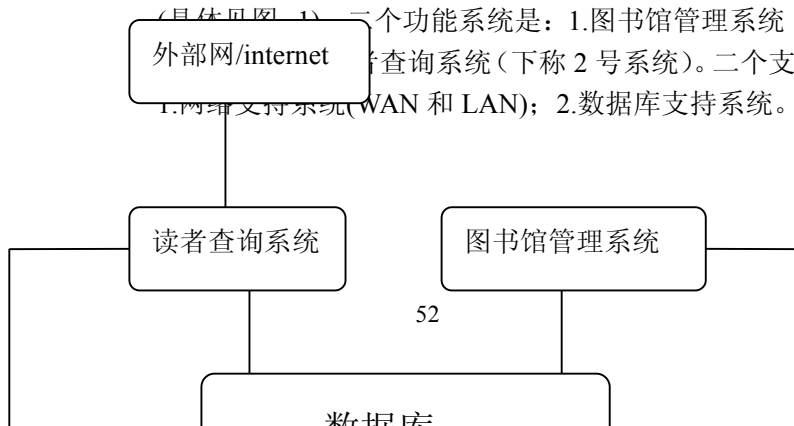 (具体见图 1)。二个功能系统是：1.图书馆管理系统
者查询系统（下称 2 号系统）。二个支
1.网络支持系统(WAN 和 LAN)；2.数据库支持系统。
外部网/internet
读者查询系统
图书馆管理系统
52
数据库